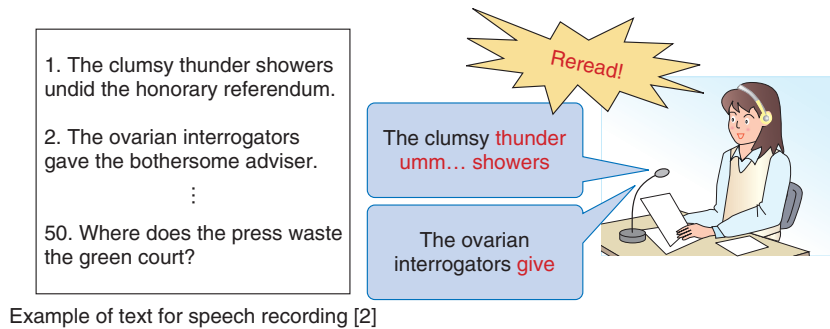 1. The clumsy thunder showers
undid the honorary referendum.
2. The ovarian interrogators
gave the bothersome adviser.
⋮
50. Where does the press waste
the green court?
Example of text for speech recording [2]
Reread!
The clumsy thunder
umm... showers
The ovarian
interrogators give